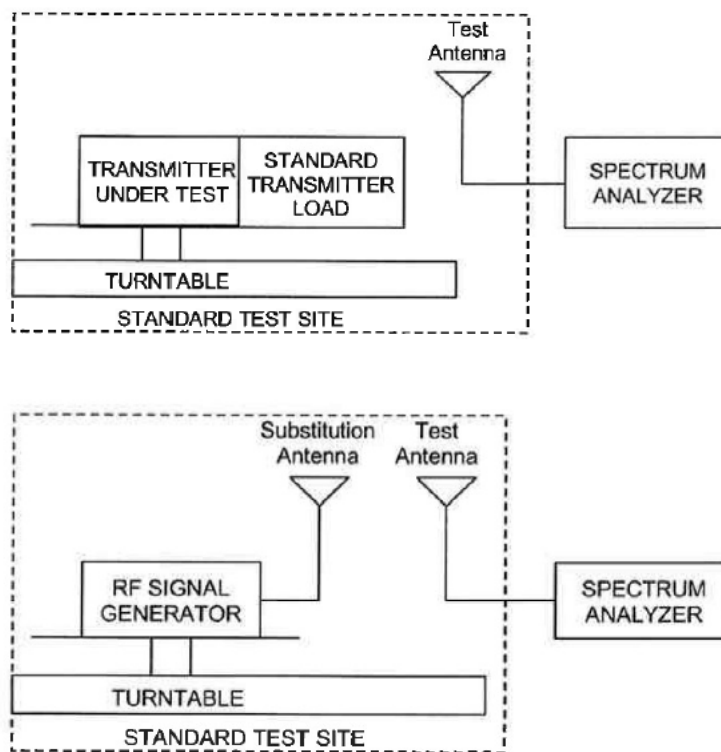 Test
Antenna
TRANSMITTER
UNDER TEST
STANDARD
TRANSMITTER
LOAD
SPECTRUM
ANALYZER
TURNTABLE
STANDARD TEST SITE
Substitution
Antenna
Test
Antenna
RF SIGNAL
GENERATOR
SPECTRUM
ANALYZER
TURNTABLE
STANDARD TEST SITE